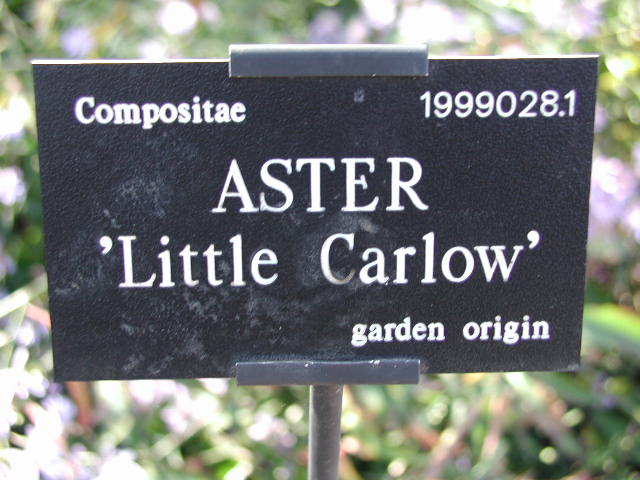 Compositae 1999028.1
ASTER
’Little Carlow’
garden origin